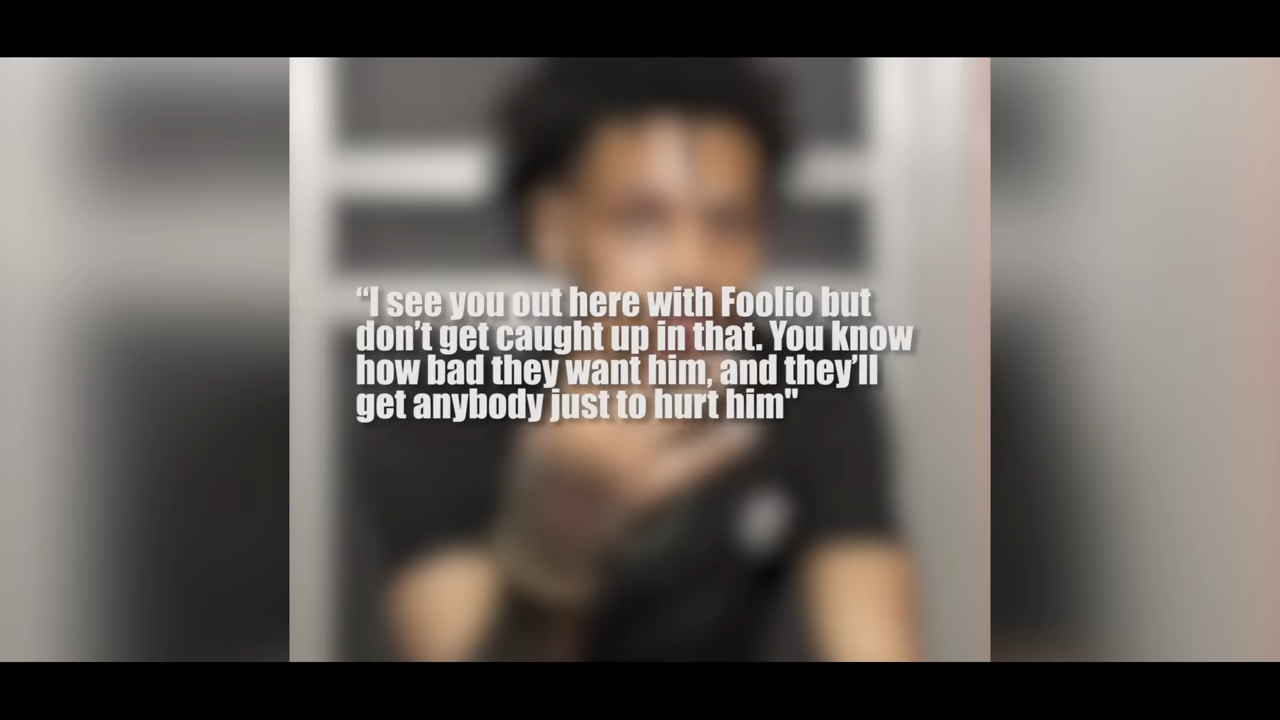 “I see you out here with Foolio but
don’t get caught up in that. You know
how bad they want him, and they’ll
get anybody just to hurt him"